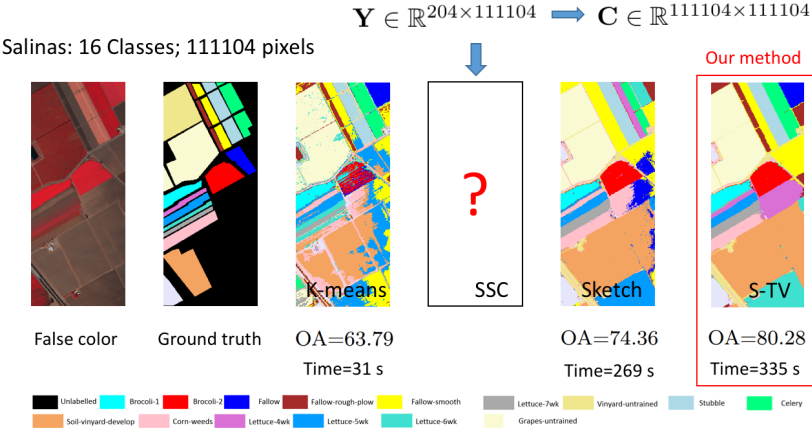 Y ∈ ℝ^{204×111104} C ∈ ℝ^{111104×111104}
Salinas: 16 Classes; 111104 pixels
Our method
?
K-means SSC Sketch S-TV
False color Ground truth OA=63.79 OA=74.36 OA=80.28
Time=31 s Time=269 s Time=335 s
Unlabelled Brocoli-1 Brocoli-2 Fallow Fallow-rough-plow Fallow-smooth Lettuce-7wk Vinyard-untrained Stubble Celery
Soil-vinyard-develop Corn-weeds Lettuce-4wk Lettuce-5wk Lettuce-6wk Grapes-untrained